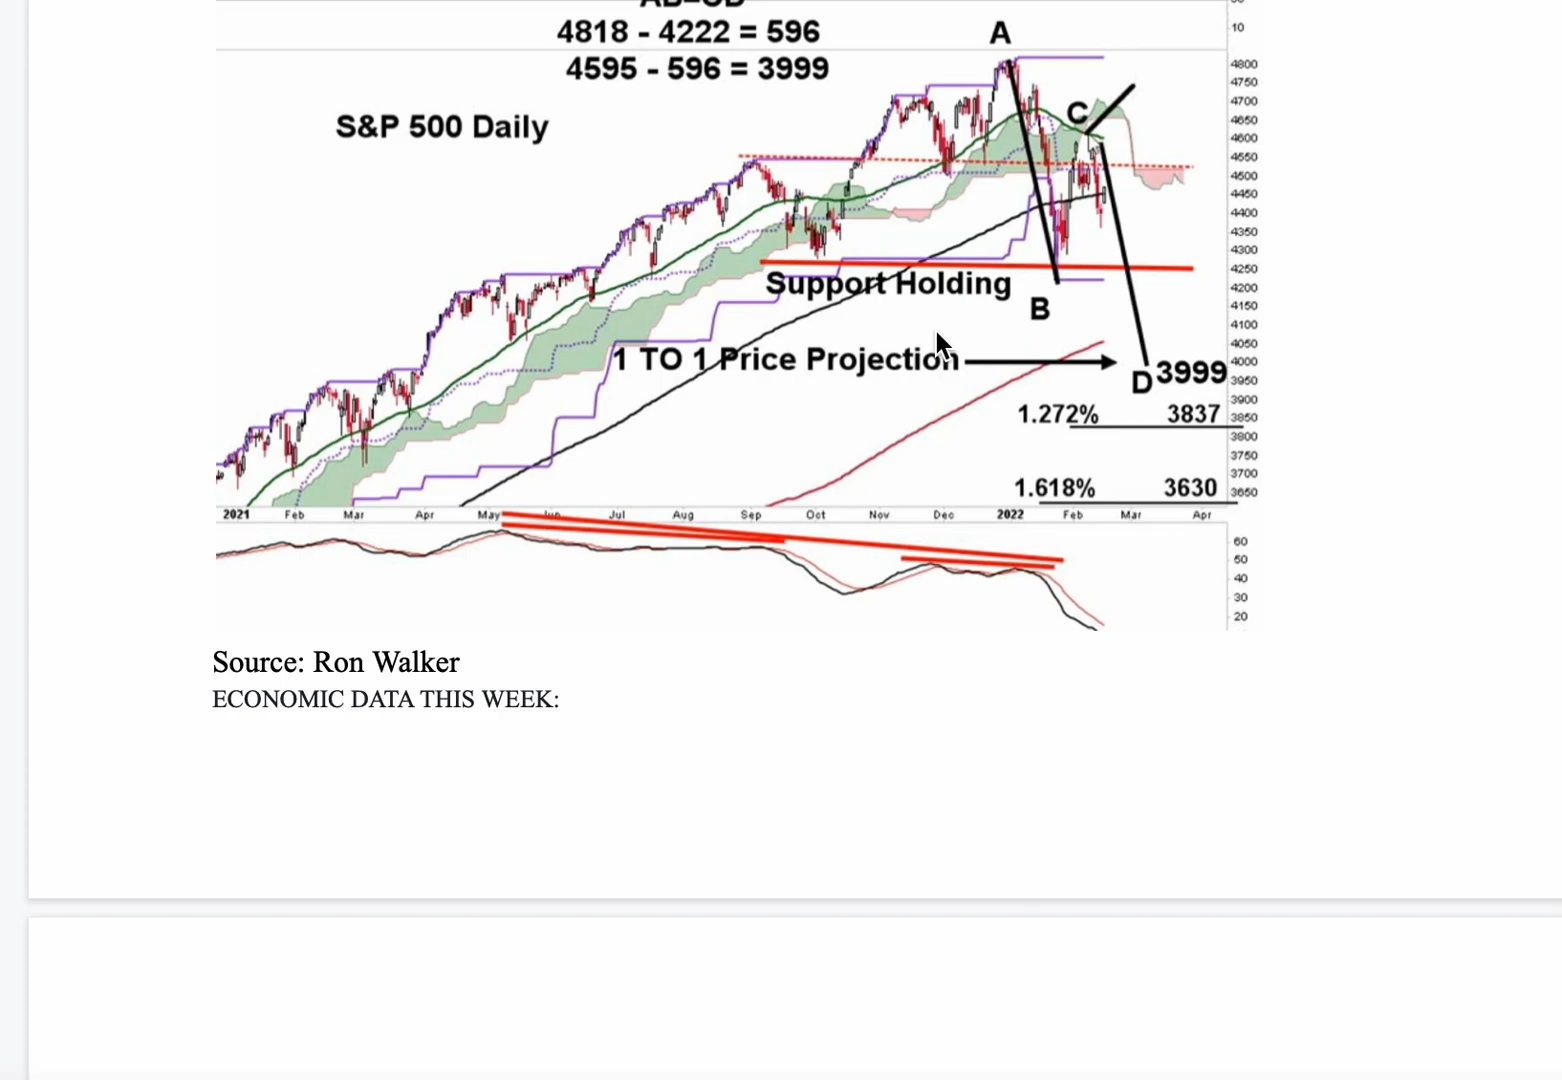 AB=CD
4818 - 4222 = 596
4595 - 596 = 3999
S&P 500 Daily
A
10
4800
4750
4700
C
4650
4600
4550
4500
4450
4400
4350
4300
4250
Support Holding
4200
B
4150
4100
4050
1 TO 1 Price Projection
4000
D 3999
3950
3900
1.272% 3837
3850
3800
3750
3700
1.618% 3630
3650
2021 Feb Mar Apr May Jun Jul Aug Sep Oct Nov Dec 2022 Feb Mar Apr
60
50
40
30
20
Source: Ron Walker
ECONOMIC DATA THIS WEEK: